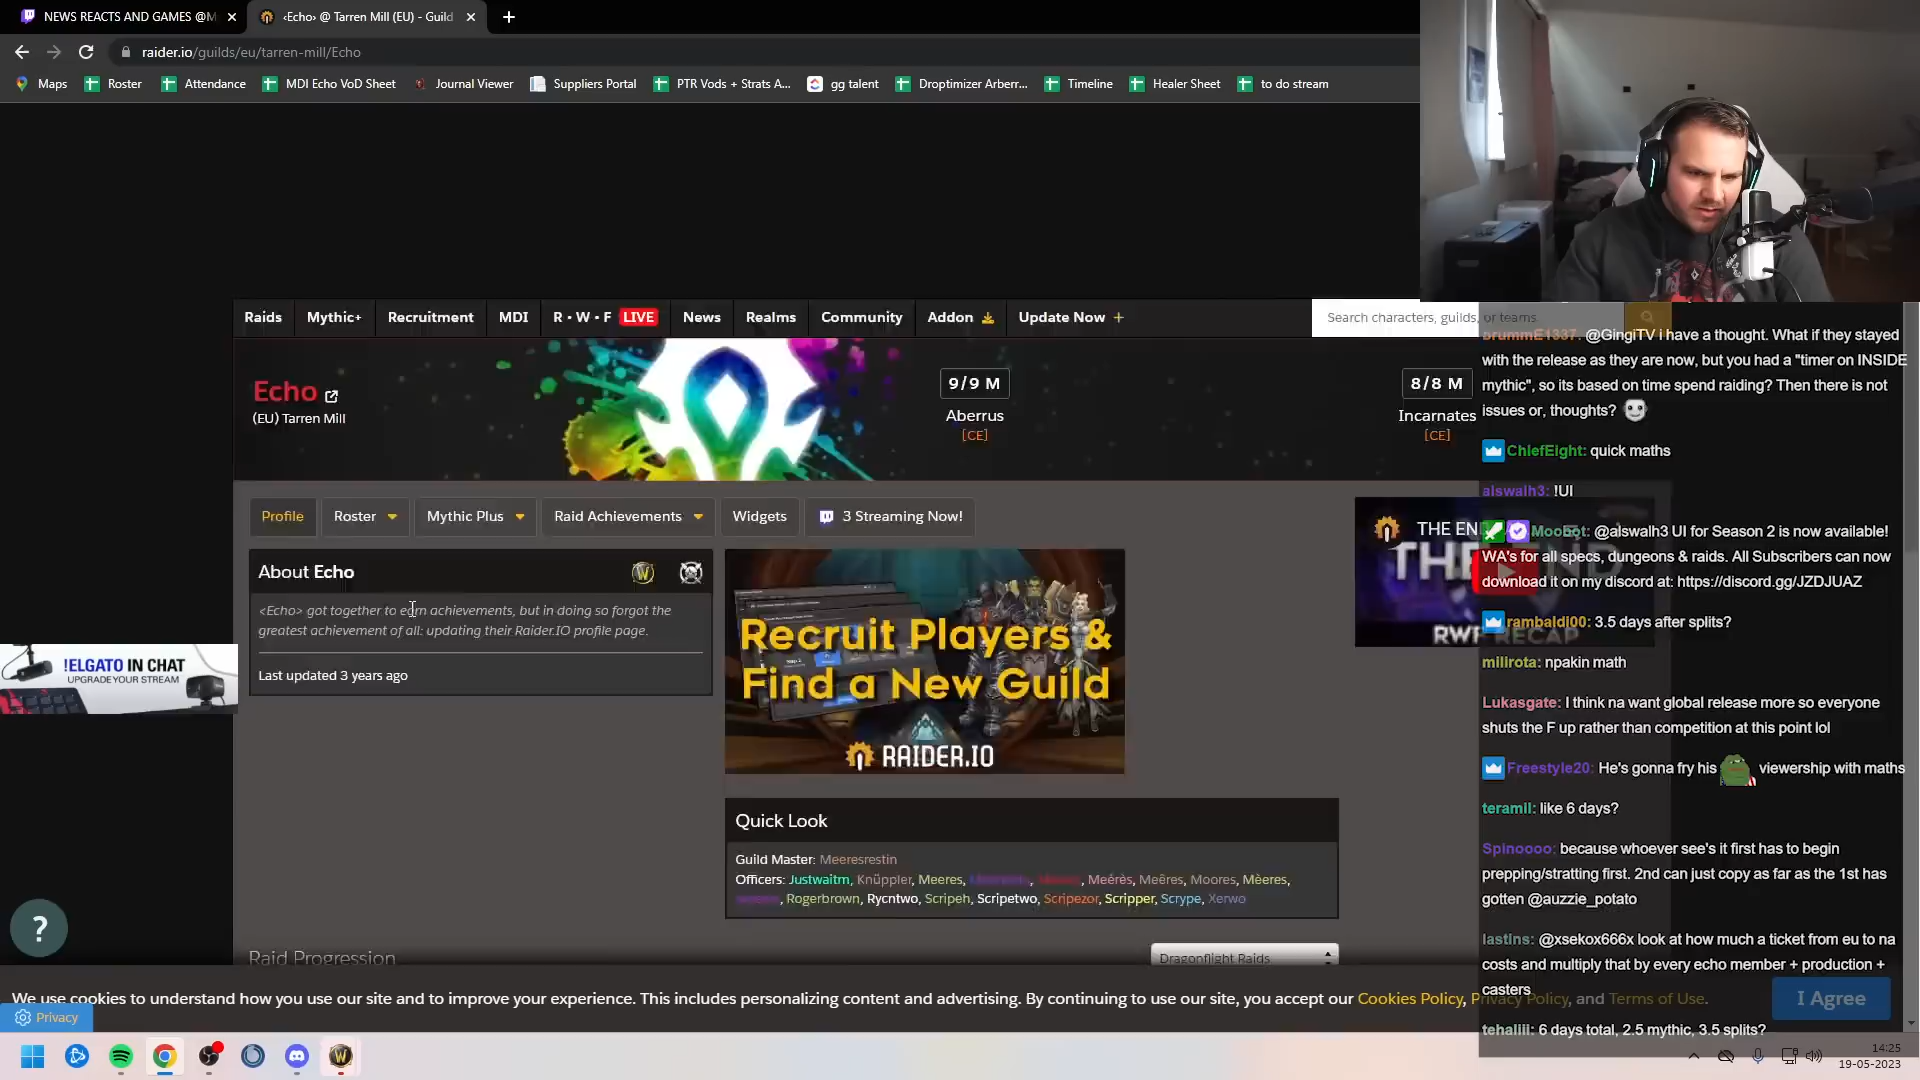 NEWS REACTS AND GAMES @M
‹Echo› @ Tarren Mill (EU) - Guild
raider.io/guilds/eu/tarren-mill/Echo
Maps
Roster
Attendance
MDI Echo VoD Sheet
Journal Viewer
Suppliers Portal
PTR Vods + Strats A...
gg talent
Droptimizer Arberr...
Timeline
Healer Sheet
to do stream
Raids
Mythic+
Recruitment
MDI
R • W • F LIVE
News
Realms
Community
Addon
Update Now +
Search characters, guilds, or teams.
Echo
(EU) Tarren Mill
9/9 M
Aberrus
[CE]
8/8 M
Incarnates
[CE]
Profile
Roster
Mythic Plus
Raid Achievements
Widgets
3 Streaming Now!
About Echo
<Echo> got together to earn achievements, but in doing so forgot the
greatest achievement of all: updating their Raider.IO profile page.
Last updated 3 years ago
!ELGATO IN CHAT
UPGRADE YOUR STREAM
Recruit Players &
Find a New Guild
RAIDER.IO
THE END
RWF RECAP
Quick Look
Guild Master: Meeresrestin
Officers: Justwaitm, Knüppler, Meeres, Meérès, Meêres, Moores, Mèeres,
Rogerbrown, Rycntwo, Scripeh, Scripetwo, Scripezor, Scripper, Scrype, Xerwo
Raid Progression
Dragonflight Raids
We use cookies to understand how you use our site and to improve your experience. This includes personalizing content and advertising. By continuing to use our site, you accept our Cookies Policy, Privacy Policy, and Terms of Use.
I Agree
Privacy
?
brummE1337: @GingiTV i have a thought. What if they stayed
with the release as they are now, but you had a "timer on INSIDE
mythic", so its based on time spend raiding? Then there is not
issues or, thoughts?
ChiefEight: quick maths
alswalh3: !UI
Moobot: @alswalh3 UI for Season 2 is now available!
WA's for all specs, dungeons & raids. All Subscribers can now
download it on my discord at: https://discord.gg/JZDJUAZ
rambaldi00: 3.5 days after splits?
milirota: npakin math
Lukasgate: I think na want global release more so everyone
shuts the F up rather than competition at this point lol
Freestyle20: He's gonna fry his viewership with maths
teramil: like 6 days?
Spinoooo: because whoever see's it first has to begin
prepping/stratting first. 2nd can just copy as far as the 1st has
gotten @auzzie_potato
lastins: @xsekox666x look at how much a ticket from eu to na
costs and multiply that by every echo member + production +
casters
tehaliii: 6 days total, 2.5 mythic, 3.5 splits?
14:25
19-05-2023